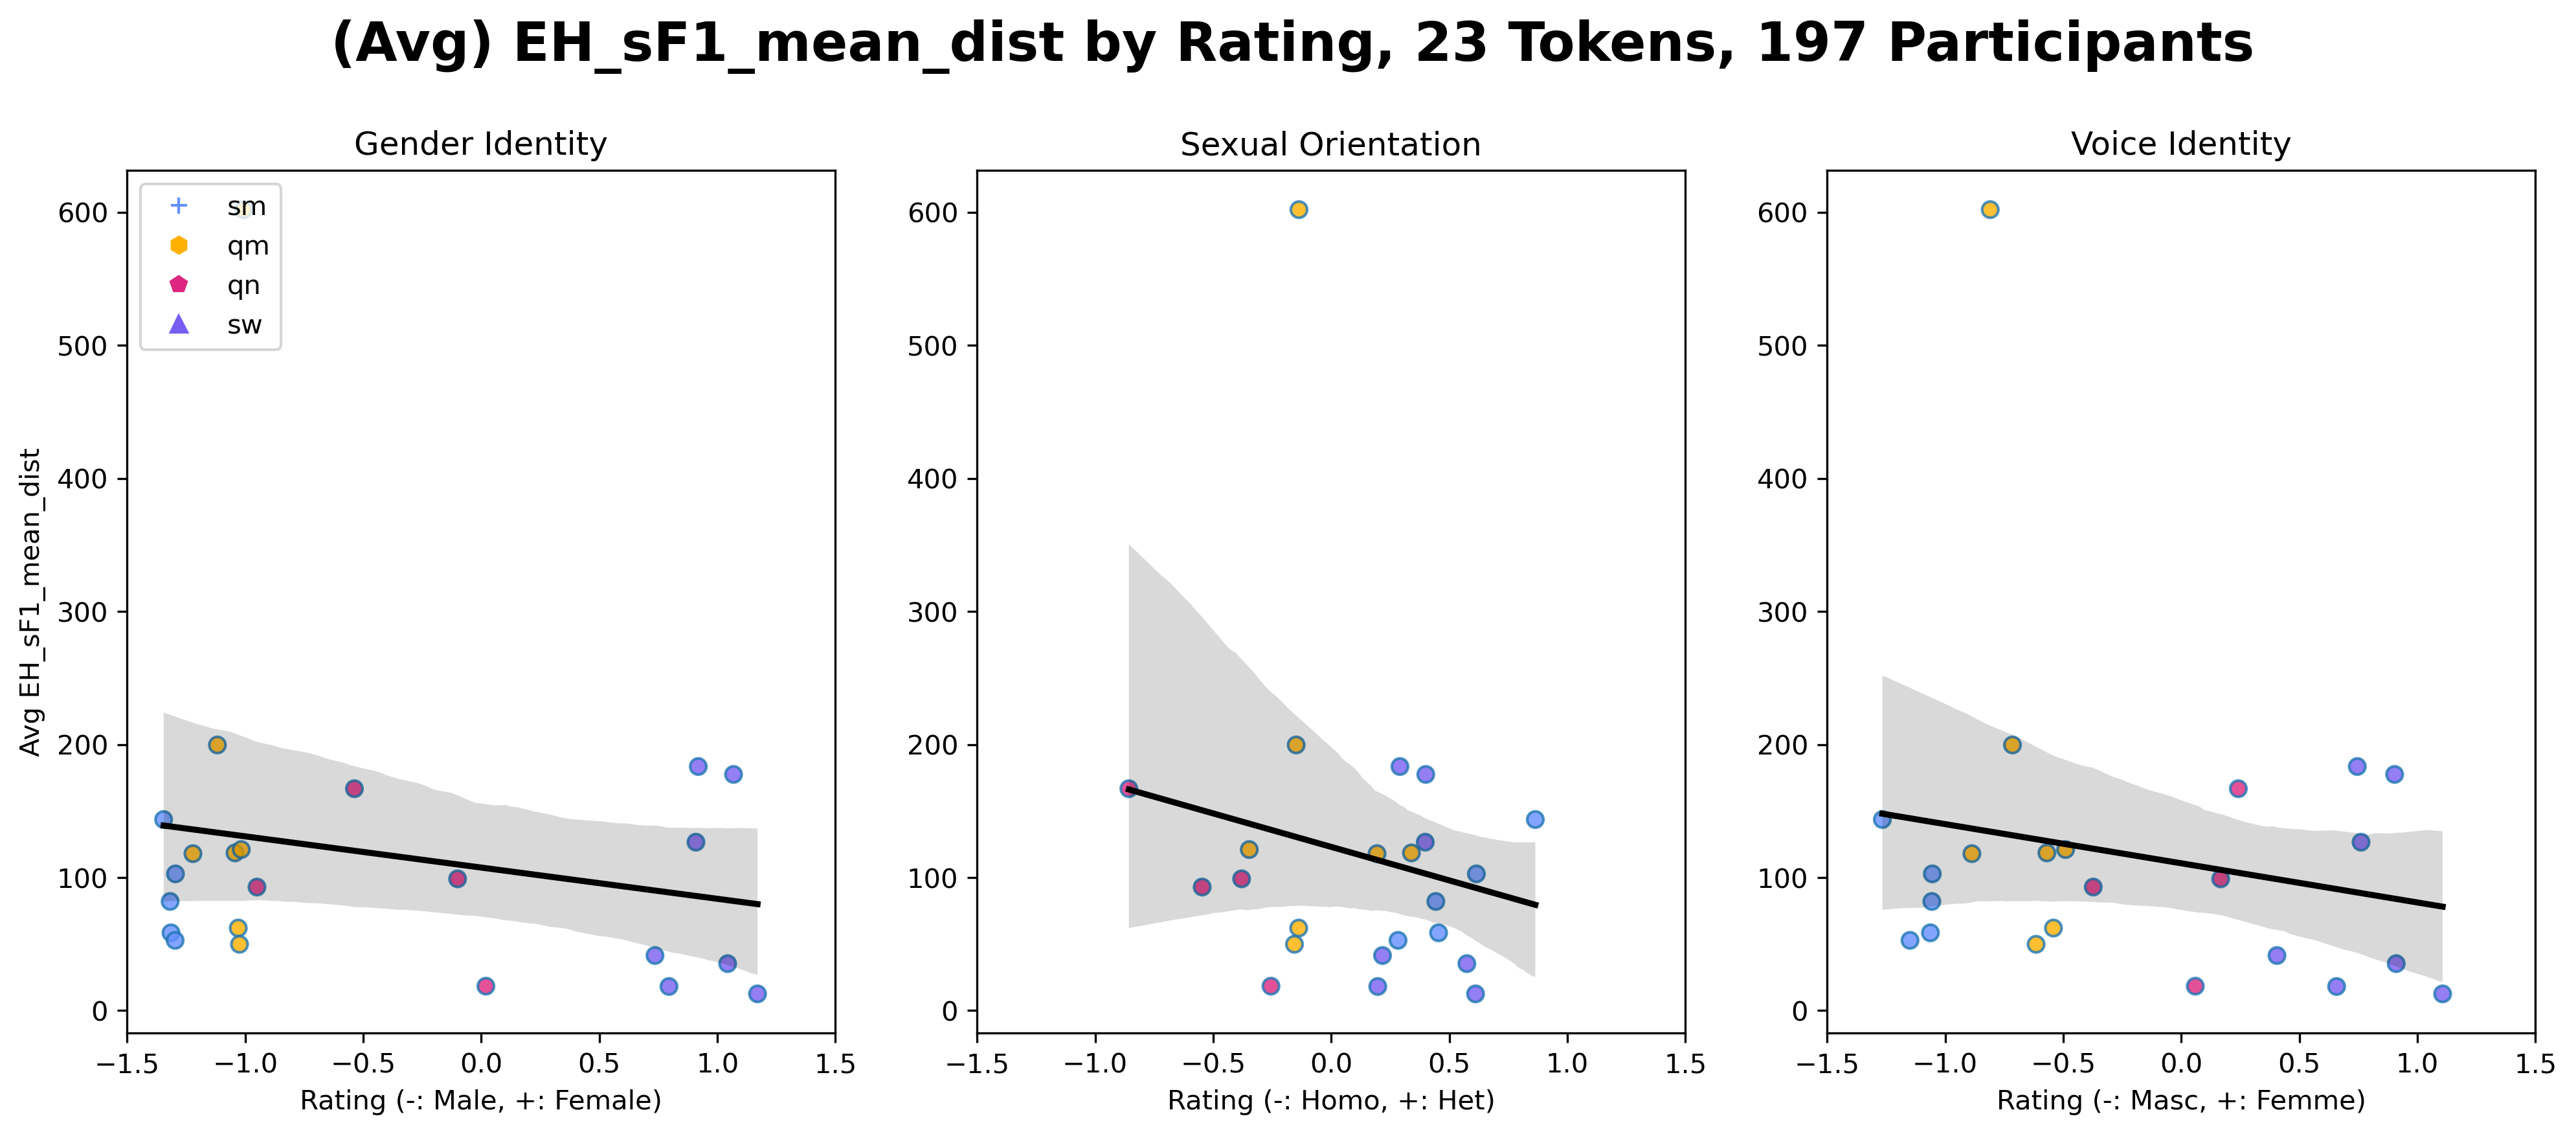 (Avg) EH_sF1_mean_dist by Rating, 23 Tokens, 197 Participants
Gender Identity
Sexual Orientation
Voice Identity
sm
qm
qn
sw
Avg EH_sF1_mean_dist
600
500
400
300
200
100
0
−1.5 −1.0 −0.5 0.0 0.5 1.0 1.5
Rating (-: Male, +: Female)
600
500
400
300
200
100
0
−1.5 −1.0 −0.5 0.0 0.5 1.0 1.5
Rating (-: Homo, +: Het)
600
500
400
300
200
100
0
−1.5 −1.0 −0.5 0.0 0.5 1.0 1.5
Rating (-: Masc, +: Femme)